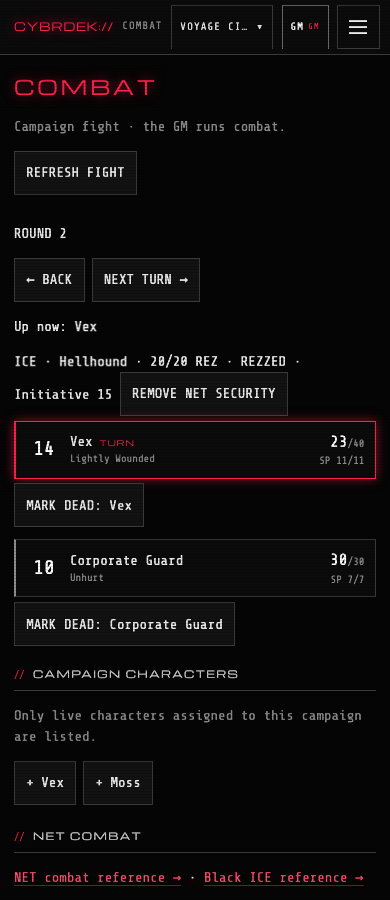 CYBRDEK:// COMBAT VOYAGE CI… ▾ GM GM
COMBAT
Campaign fight · the GM runs combat.
REFRESH FIGHT
ROUND 2
← BACK NEXT TURN →
Up now: Vex
ICE · Hellhound · 20/20 REZ · REZZED ·
Initiative 15 REMOVE NET SECURITY
14 Vex TURN 23/40
Lightly Wounded SP 11/11
MARK DEAD: Vex
10 Corporate Guard 30/30
Unhurt SP 7/7
MARK DEAD: Corporate Guard
// CAMPAIGN CHARACTERS
Only live characters assigned to this campaign
are listed.
+ Vex + Moss
// NET COMBAT
NET combat reference → · Black ICE reference →